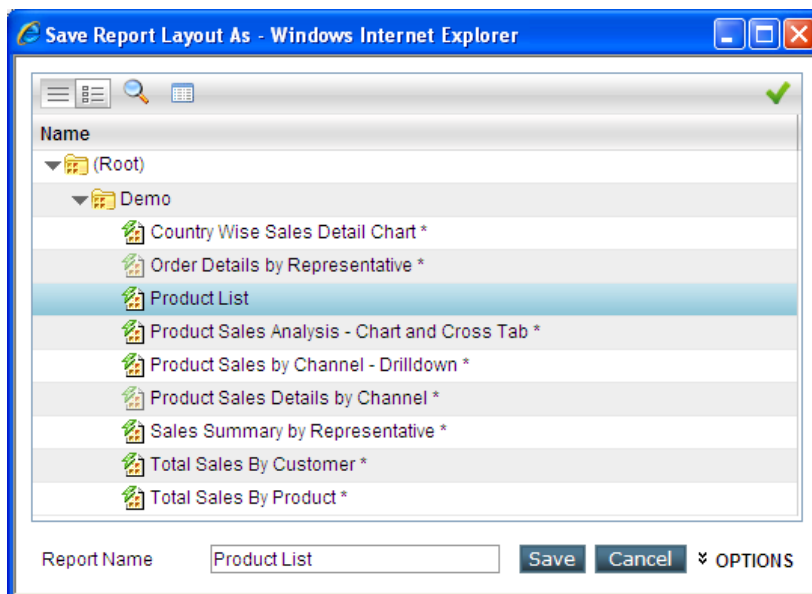 Save Report Layout As - Windows Internet Explorer
Name
(Root)
Demo
Country Wise Sales Detail Chart *
Order Details by Representative *
Product List
Product Sales Analysis - Chart and Cross Tab *
Product Sales by Channel - Drilldown *
Product Sales Details by Channel *
Sales Summary by Representative *
Total Sales By Customer *
Total Sales By Product *
Report Name Product List Save Cancel OPTIONS